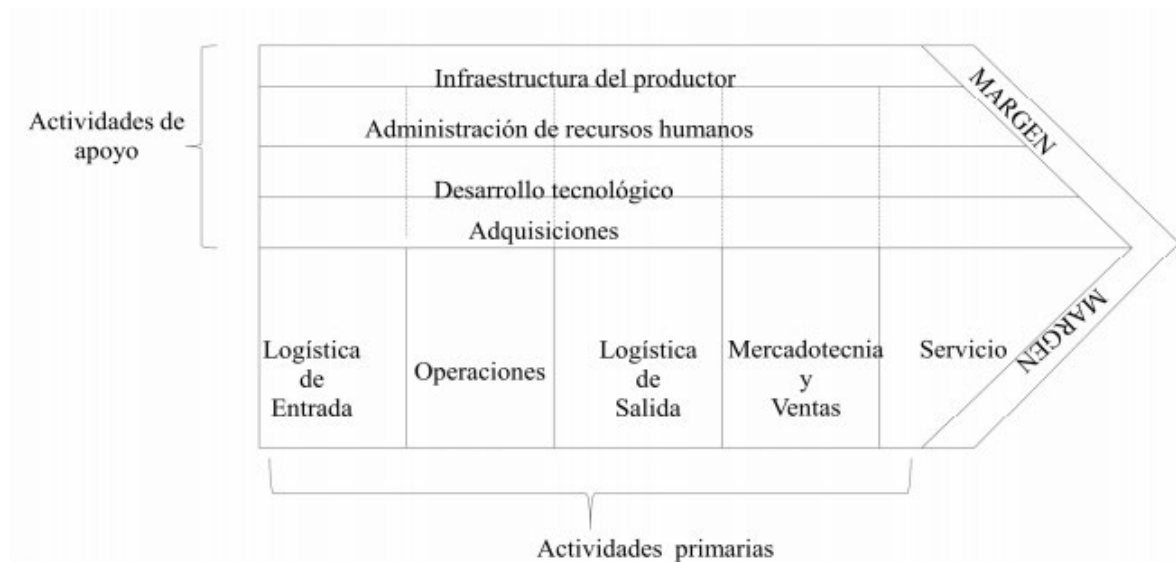 Infraestructura del productor
MARGEN
Actividades de
apoyo
Administración de recursos humanos
Desarrollo tecnológico
Adquisiciones
Logística
de
Entrada
Operaciones
Logística
de
Salida
Mercadotecnia
y
Ventas
Servicio
MARGEN
Actividades primarias